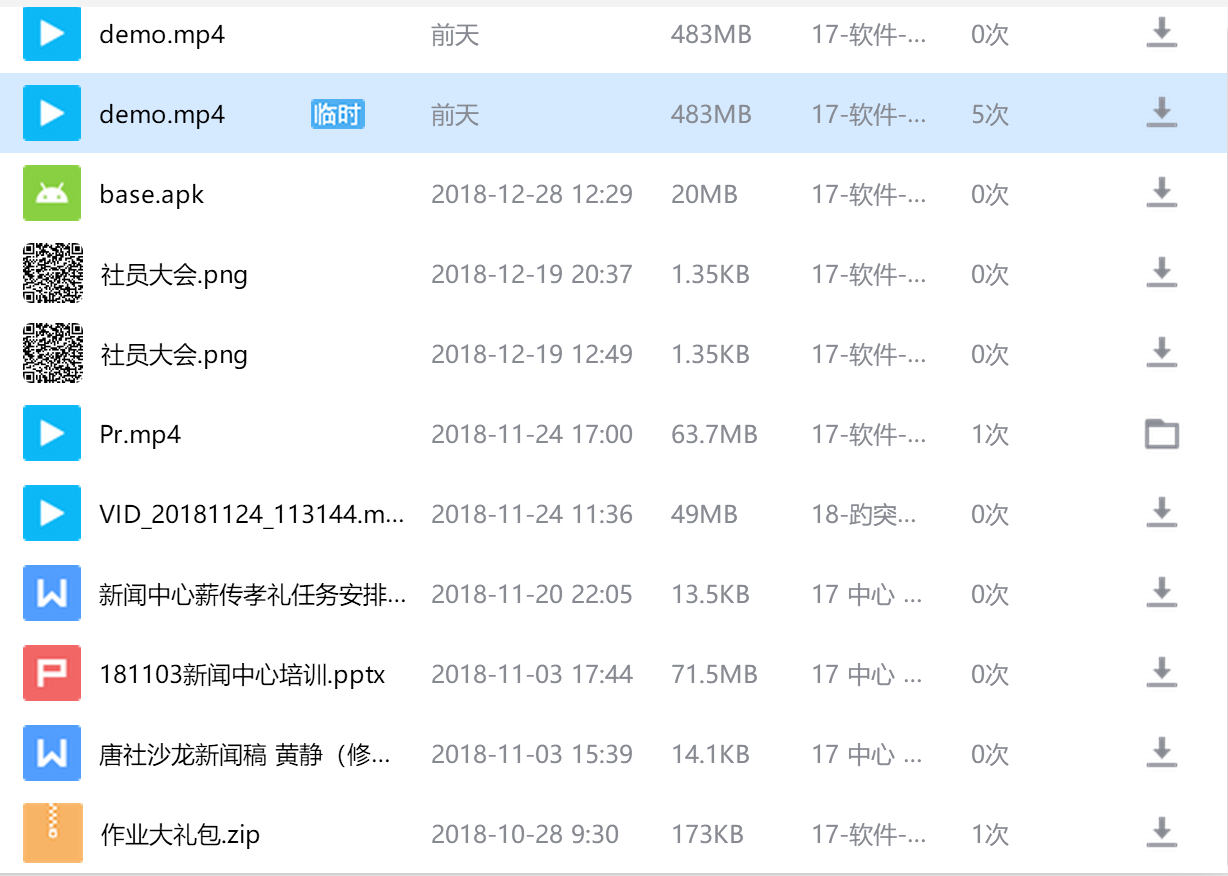 demo.mp4 前天 483MB 17-软件-... 0次
demo.mp4 临时 前天 483MB 17-软件-... 5次
base.apk 2018-12-28 12:29 20MB 17-软件-... 0次
社员大会.png 2018-12-19 20:37 1.35KB 17-软件-... 0次
社员大会.png 2018-12-19 12:49 1.35KB 17-软件-... 0次
Pr.mp4 2018-11-24 17:00 63.7MB 17-软件-... 1次
VID_20181124_113144.m... 2018-11-24 11:36 49MB 18-趵突... 0次
新闻中心薪传孝礼任务安排... 2018-11-20 22:05 13.5KB 17 中心 ... 0次
181103新闻中心培训.pptx 2018-11-03 17:44 71.5MB 17 中心 ... 0次
唐社沙龙新闻稿 黄静（修... 2018-11-03 15:39 14.1KB 17 中心 ... 0次
作业大礼包.zip 2018-10-28 9:30 173KB 17-软件-... 1次